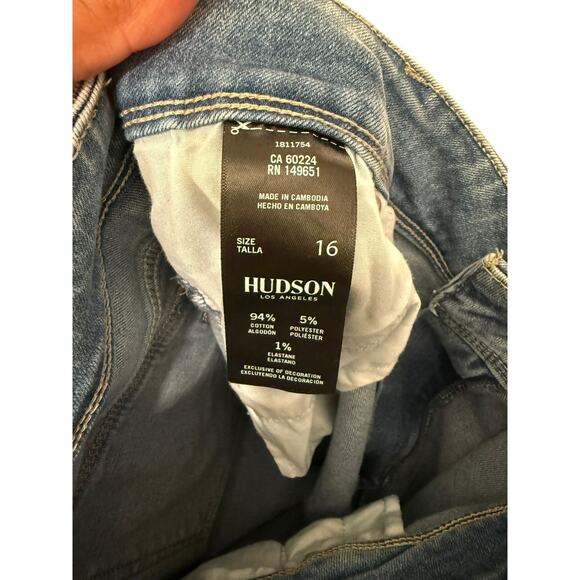 1811754
CA 60224
RN 149651
MADE IN CAMBODIA
HECHO EN CAMBOYA
SIZE
TALLA
16
HUDSON
LOS ANGELES
94%
COTTON
ALGODÓN
5%
POLYESTER
POLIÉSTER
1%
ELASTANE
ELASTANO
EXCLUSIVE OF DECORATION
EXCLUYENDO LA DECORACIÓN